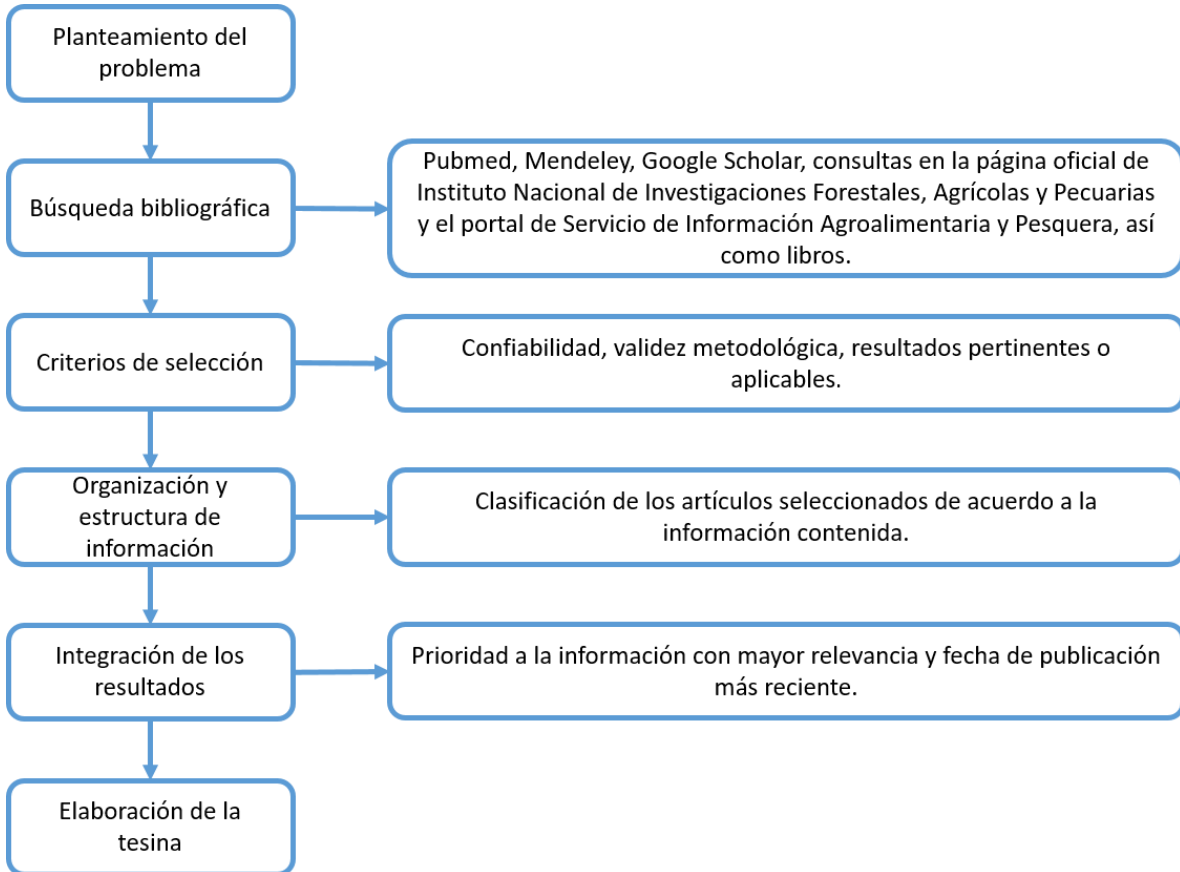 Planteamiento del
problema
Búsqueda bibliográfica
Pubmed, Mendeley, Google Scholar, consultas en la página oficial de
Instituto Nacional de Investigaciones Forestales, Agrícolas y Pecuarias
y el portal de Servicio de Información Agroalimentaria y Pesquera, así
como libros.
Criterios de selección
Confiabilidad, validez metodológica, resultados pertinentes o
aplicables.
Organización y
estructura de
información
Clasificación de los artículos seleccionados de acuerdo a la
información contenida.
Integración de los
resultados
Prioridad a la información con mayor relevancia y fecha de publicación
más reciente.
Elaboración de la
tesina